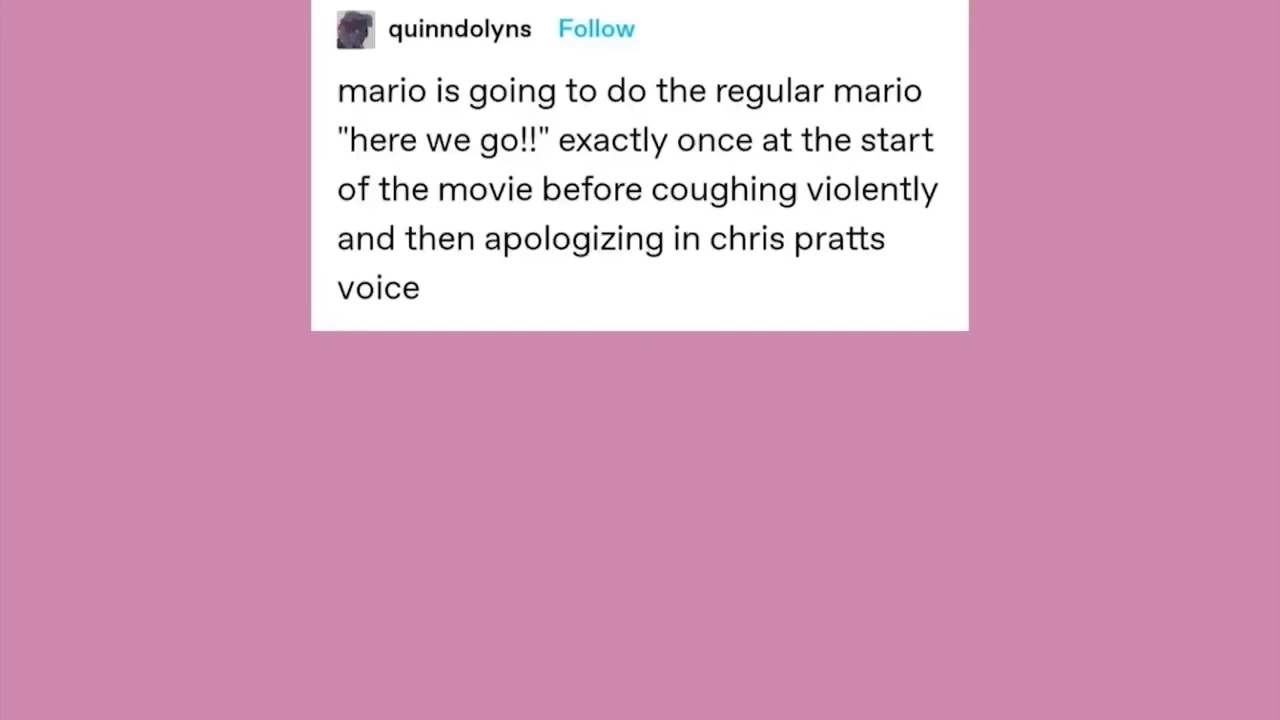 quinndolyns Follow
mario is going to do the regular mario
"here we go!!" exactly once at the start
of the movie before coughing violently
and then apologizing in chris pratts
voice